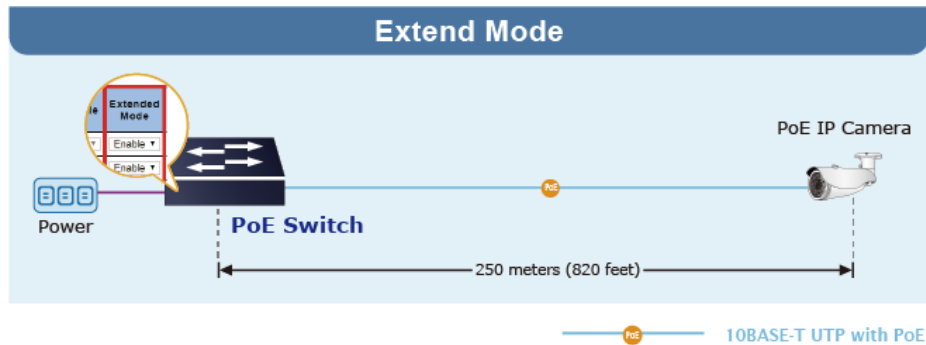 Extend Mode
le
Extended
Mode
Enable
Enable
PoE IP Camera
PoE
Power
PoE Switch
250 meters (820 feet)
PoE
10BASE-T UTP with PoE